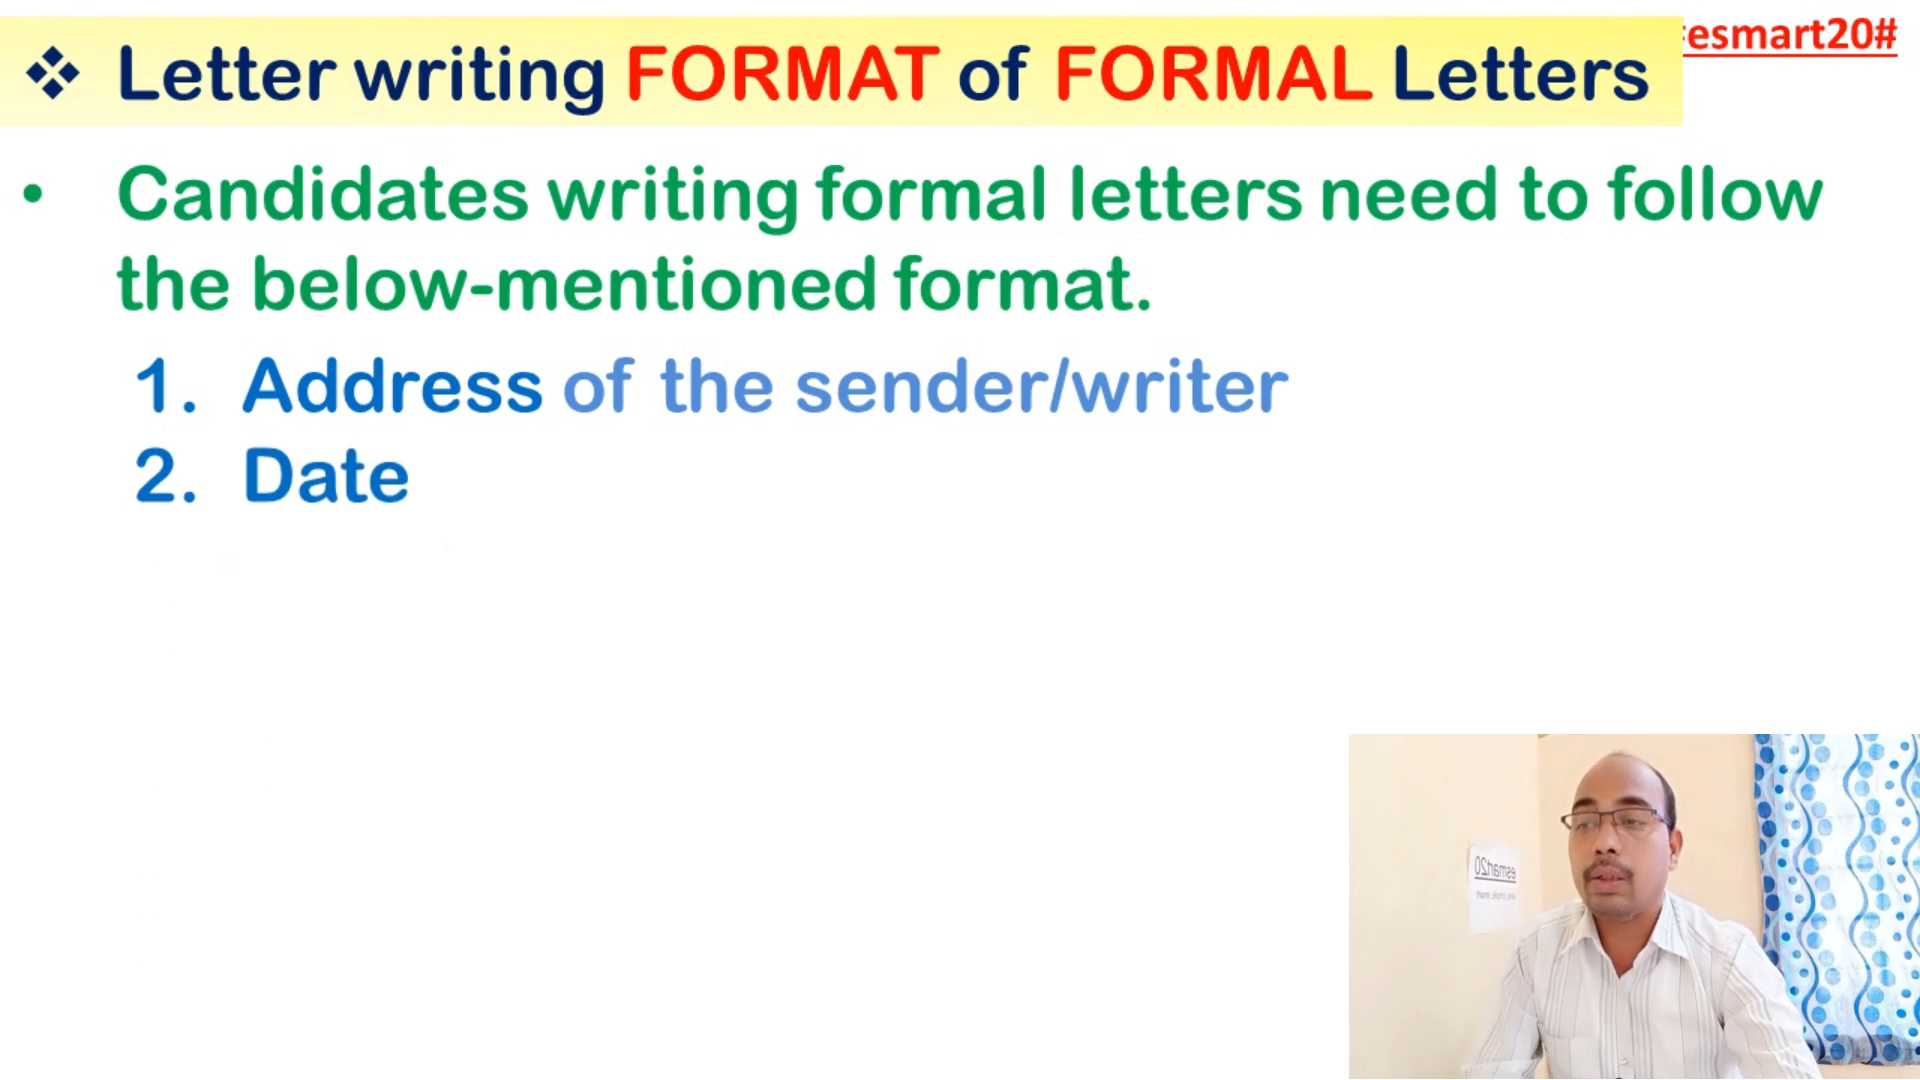 #esmart20#
❖ Letter writing FORMAT of FORMAL Letters
• Candidates writing formal letters need to follow
the below-mentioned format.
1. Address of the sender/writer
2. Date
esmart20